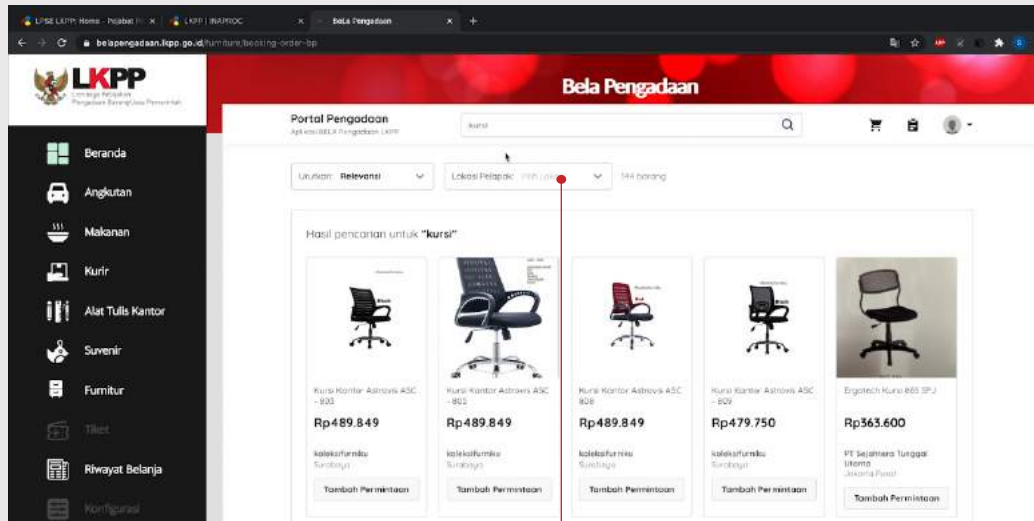 LPSE LKPP: Home - Pejabat
LKPP | INAPROC
BeLa Pengadaan
belapengadaan.lkpp.go.id/furniture/booking-order-bp
LKPP
Lembaga Kebijakan
Pengadaan Barang/Jasa Pemerintah
Bela Pengadaan
Portal Pengadaan
Aplikasi BELA Pengadaan LKPP
kursi
Beranda
Angkutan
Makanan
Kurir
Alat Tulis Kantor
Suvenir
Furnitur
Tiket
Riwayat Belanja
Konfigurasi
Urutkan: Relevansi
Lokasi Pelapak:
144 barang
Hasil pencarian untuk "kursi"
Kursi Kantor Astrovis ASC
- 803
Rp489.849
koleksifurniku
Surabaya
Tambah Permintaan
Kursi Kantor Astrovis ASC
- 805
Rp489.849
koleksifurniku
Surabaya
Tambah Permintaan
Kursi Kantor Astrovis ASC
808
Rp489.849
koleksifurniku
Surabaya
Tambah Permintaan
Kursi Kantor Astrovis ASC
- 809
Rp479.750
koleksifurniku
Surabaya
Tambah Permintaan
Ergotech Kursi 865 SPJ
Rp363.600
PT Sejahtera Tunggal
Utama
Jakarta Pusat
Tambah Permintaan